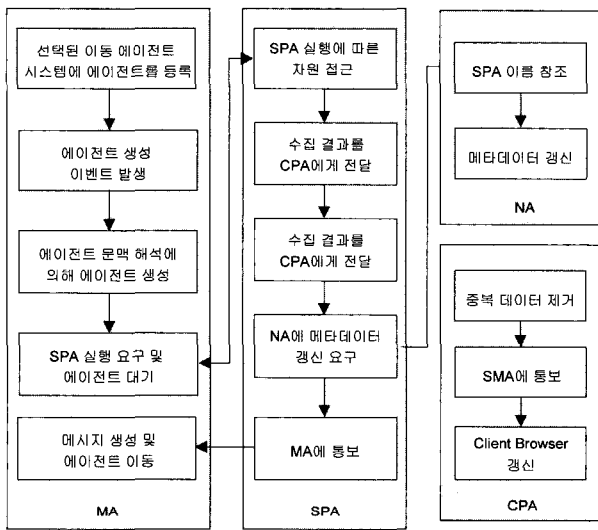 선택된 이동 에이전트
시스템에 에이전트를 등록
에이전트 생성
이벤트 발생
에이전트 문맥 해석에
의해 에이전트 생성
SPA 실행 요구 및
에이전트 대기
메시지 생성 및
에이전트 이동
MA
SPA 실행에 따른
자원 접근
수집 결과를
CPA에게 전달
수집 결과를
CPA에게 전달
NA에 메타데이터
갱신 요구
MA에 통보
SPA
SPA 이름 참조
메타데이터 갱신
NA
중복 데이터 제거
SMA에 통보
Client Browser
갱신
CPA